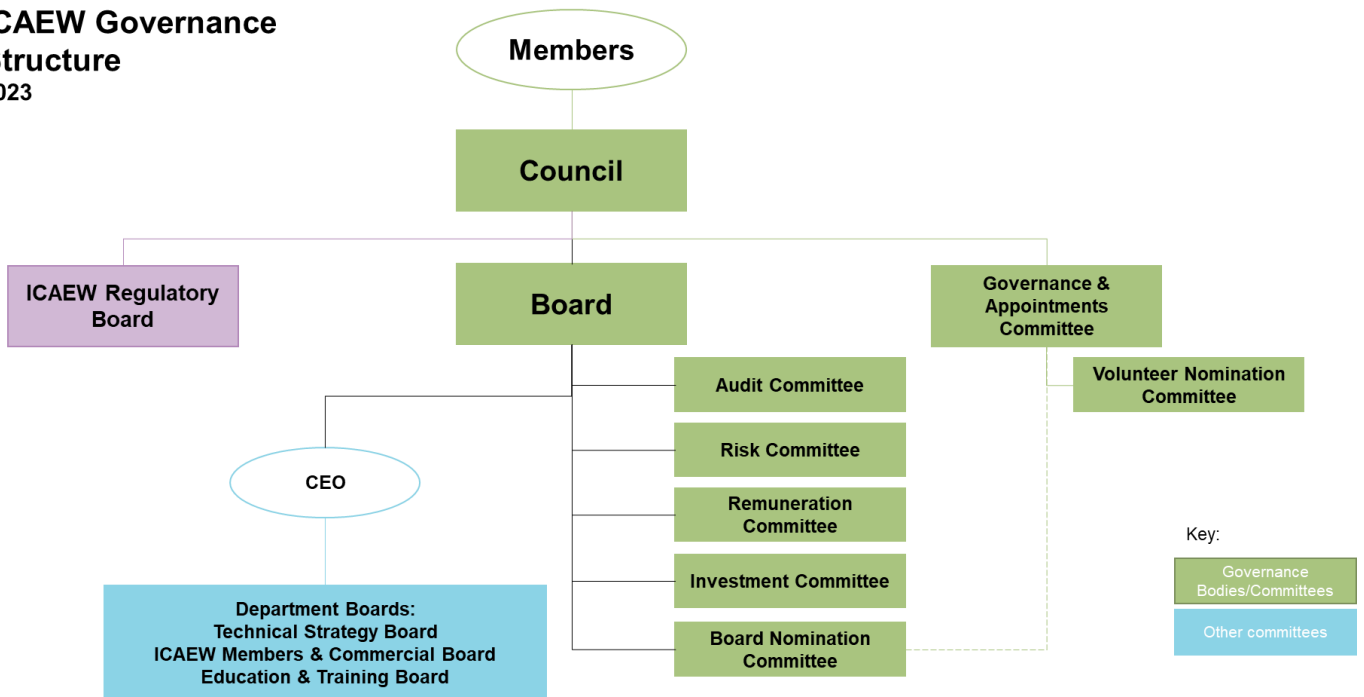 CAEW Governance
Structure
023
Members
Council
ICAEW Regulatory
Board
Board
Governance &
Appointments
Committee
Audit Committee
Volunteer Nomination
Committee
Risk Committee
CEO
Remuneration
Committee
Investment Committee
Board Nomination
Committee
Department Boards:
Technical Strategy Board
ICAEW Members & Commercial Board
Education & Training Board
Key:
Governance
Bodies/Committees
Other committees